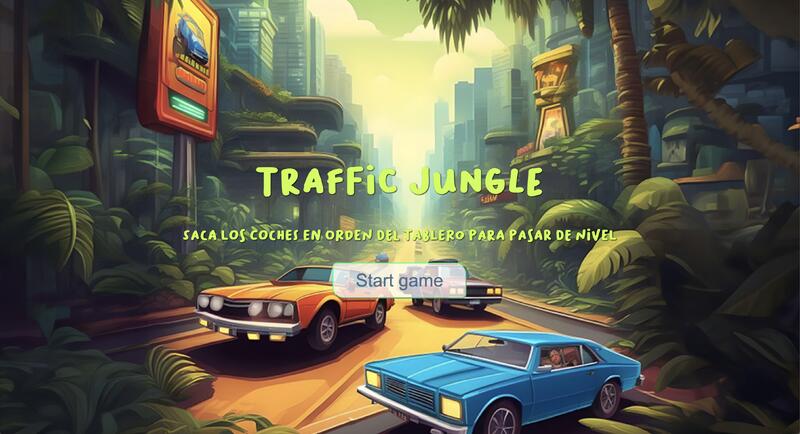 TRAFFiC JUNGLE
SACA LOS COCHES EN ORDEN DEL TABLERO PARA PASAR DE NiVEL
Start game